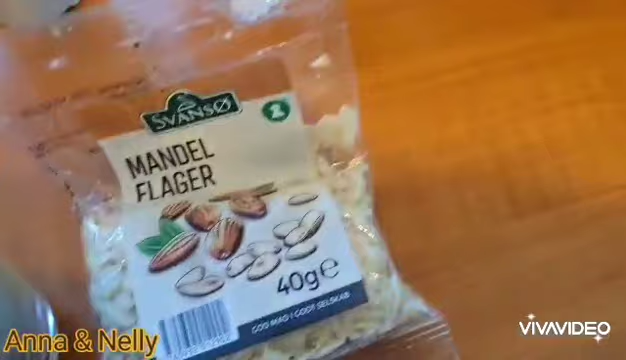 SVANSØ
MANDEL
FLAGER
40g e
GOD MAD I GODT SELSKAB
Anna & Nelly
VIVAVIDEO